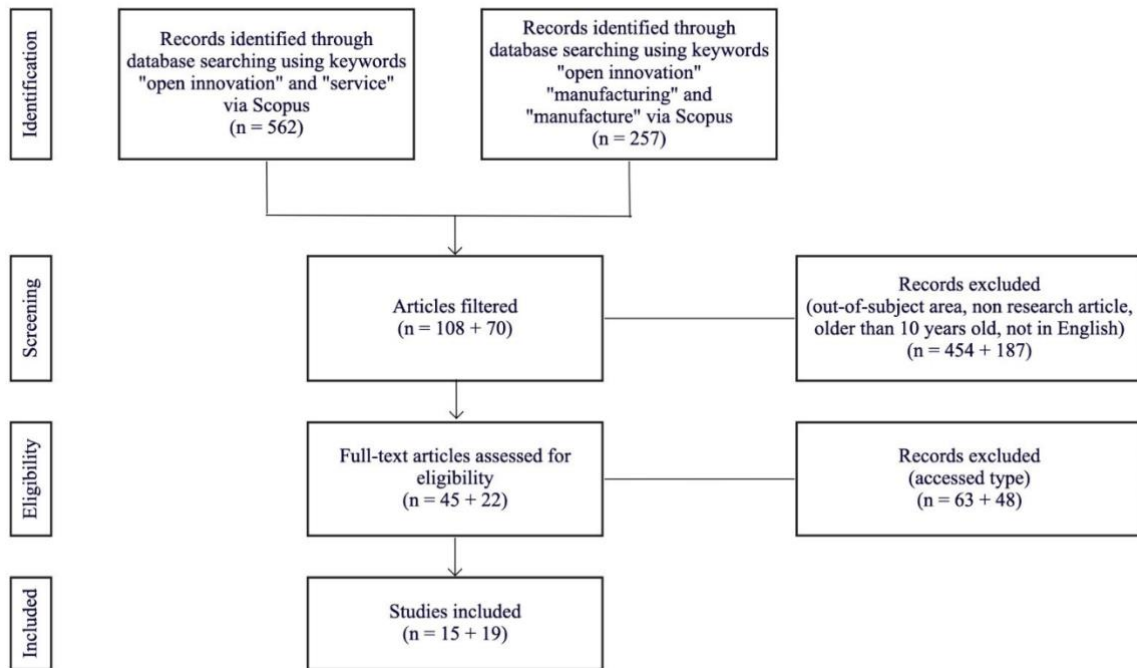 Identification
Records identified through
database searching using keywords
"open innovation" and "service"
via Scopus
(n = 562)
Records identified through
database searching using keywords
"open innovation"
"manufacturing" and
"manufacture" via Scopus
(n = 257)
Screening
Articles filtered
(n = 108 + 70)
Records excluded
(out-of-subject area, non research article,
older than 10 years old, not in English)
(n = 454 + 187)
Eligibility
Full-text articles assessed for
eligibility
(n = 45 + 22)
Records excluded
(accessed type)
(n = 63 + 48)
Included
Studies included
(n = 15 + 19)